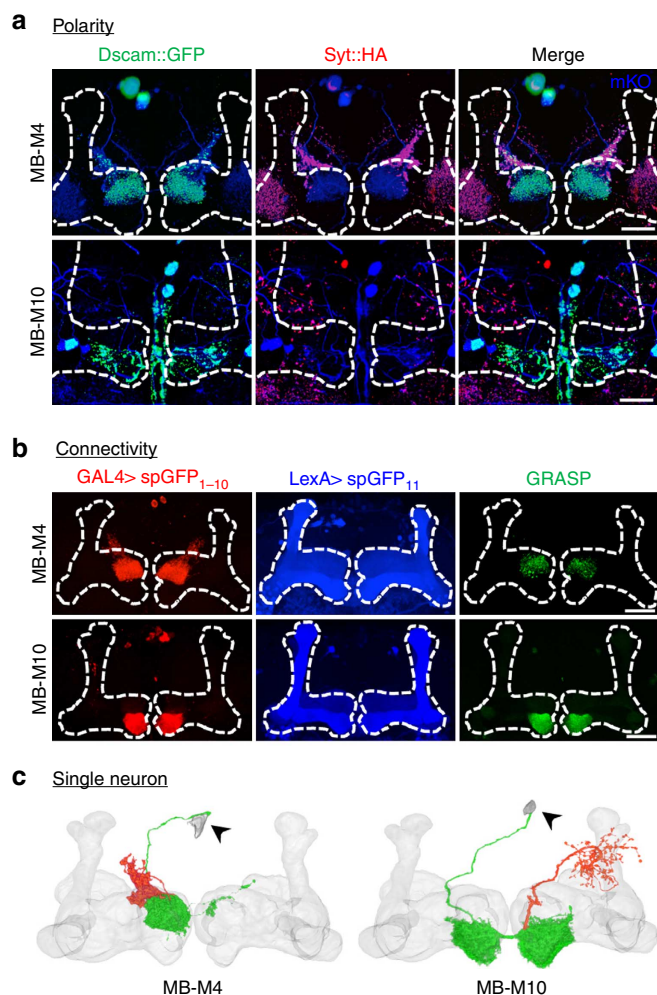 a Polarity
Dscam::GFP Syt::HA Merge
mKO
MB-M4
MB-M10
b Connectivity
GAL4> spGFP1–10 LexA> spGFP11 GRASP
MB-M4
MB-M10
c Single neuron
MB-M4 MB-M10